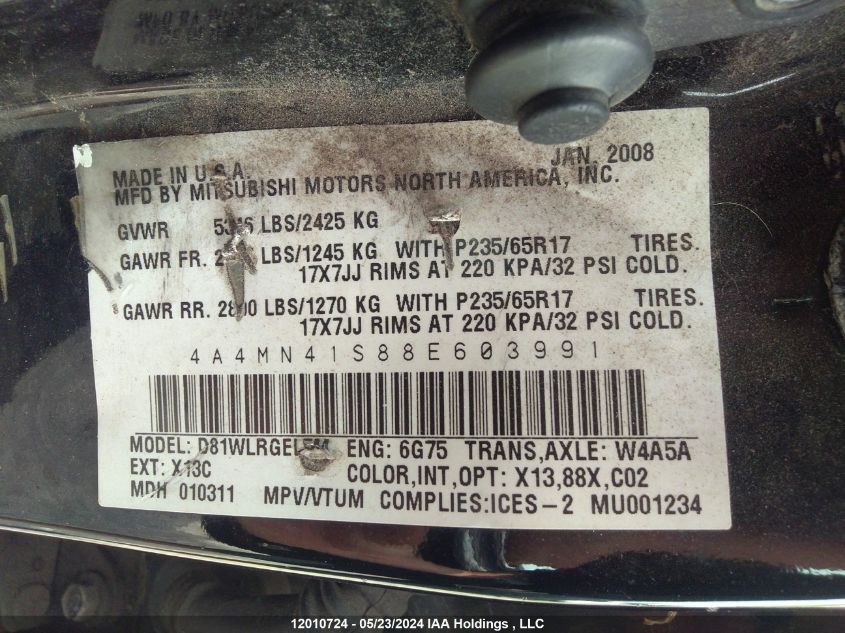 JAN, 2008
MADE IN U.S.A.
MFD BY MITSUBISHI MOTORS NORTH AMERICA, INC.
GVWR LBS/2425 KG
GAWR FR. LBS/1245 KG WITH P235/65R17 TIRES.
17X7JJ RIMS AT 220 KPA/32 PSI COLD.
GAWR RR. LBS/1270 KG WITH P235/65R17 TIRES.
17X7JJ RIMS AT 220 KPA/32 PSI COLD.
4A4MN41S88E603991
MODEL: ENG: 6G75 TRANS,AXLE: W4A5A
EXT: X13C COLOR,INT,OPT: X13,88X,C02
MDH 010311 MPV/VTUM COMPLIES:ICES-2 MU001234
12010724 - 05/23/2024 IAA Holdings , LLC